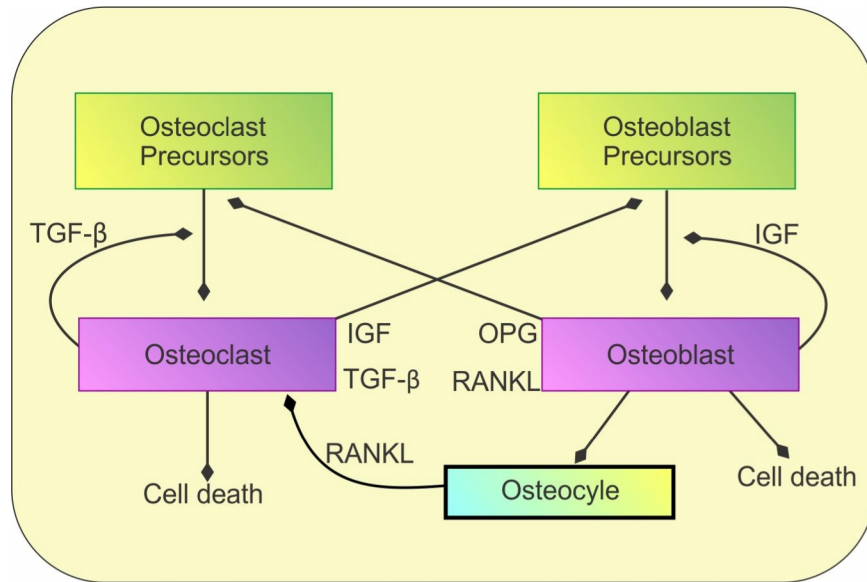 Osteoclast
Precursors
Osteoblast
Precursors
TGF-β
IGF
IGF
OPG
Osteoclast
Osteoblast
TGF-β
RANKL
RANKL
Cell death
Osteocyle
Cell death